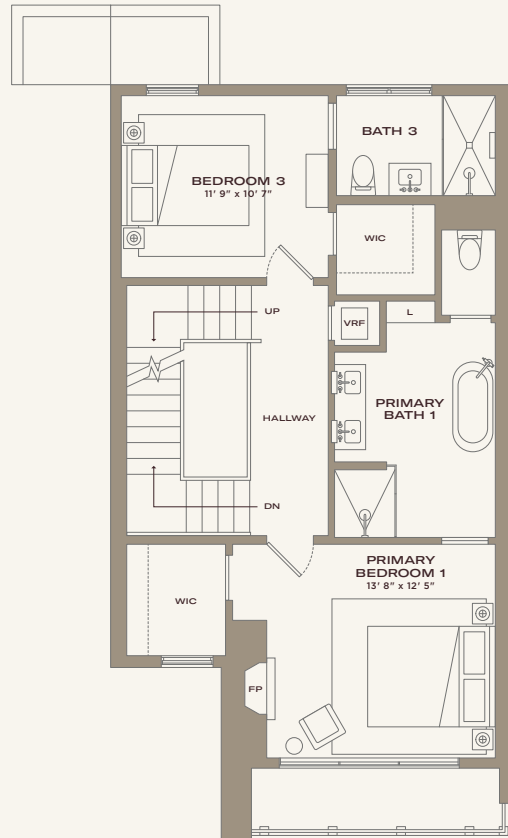 BATH 3
BEDROOM 3
11' 9" x 10' 7"
WIC
UP
VRF
L
PRIMARY
BATH 1
HALLWAY
DN
PRIMARY
BEDROOM 1
13' 8" x 12' 5"
WIC
FP